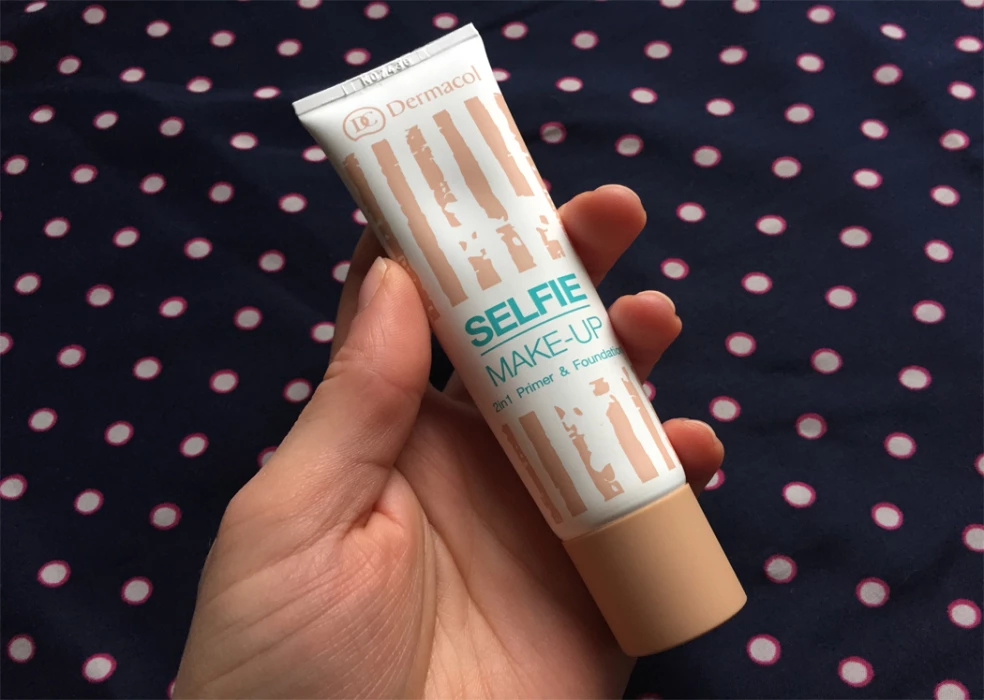 DC Dermacol
SELFIE
MAKE-UP
2in1 Primer & Foundation